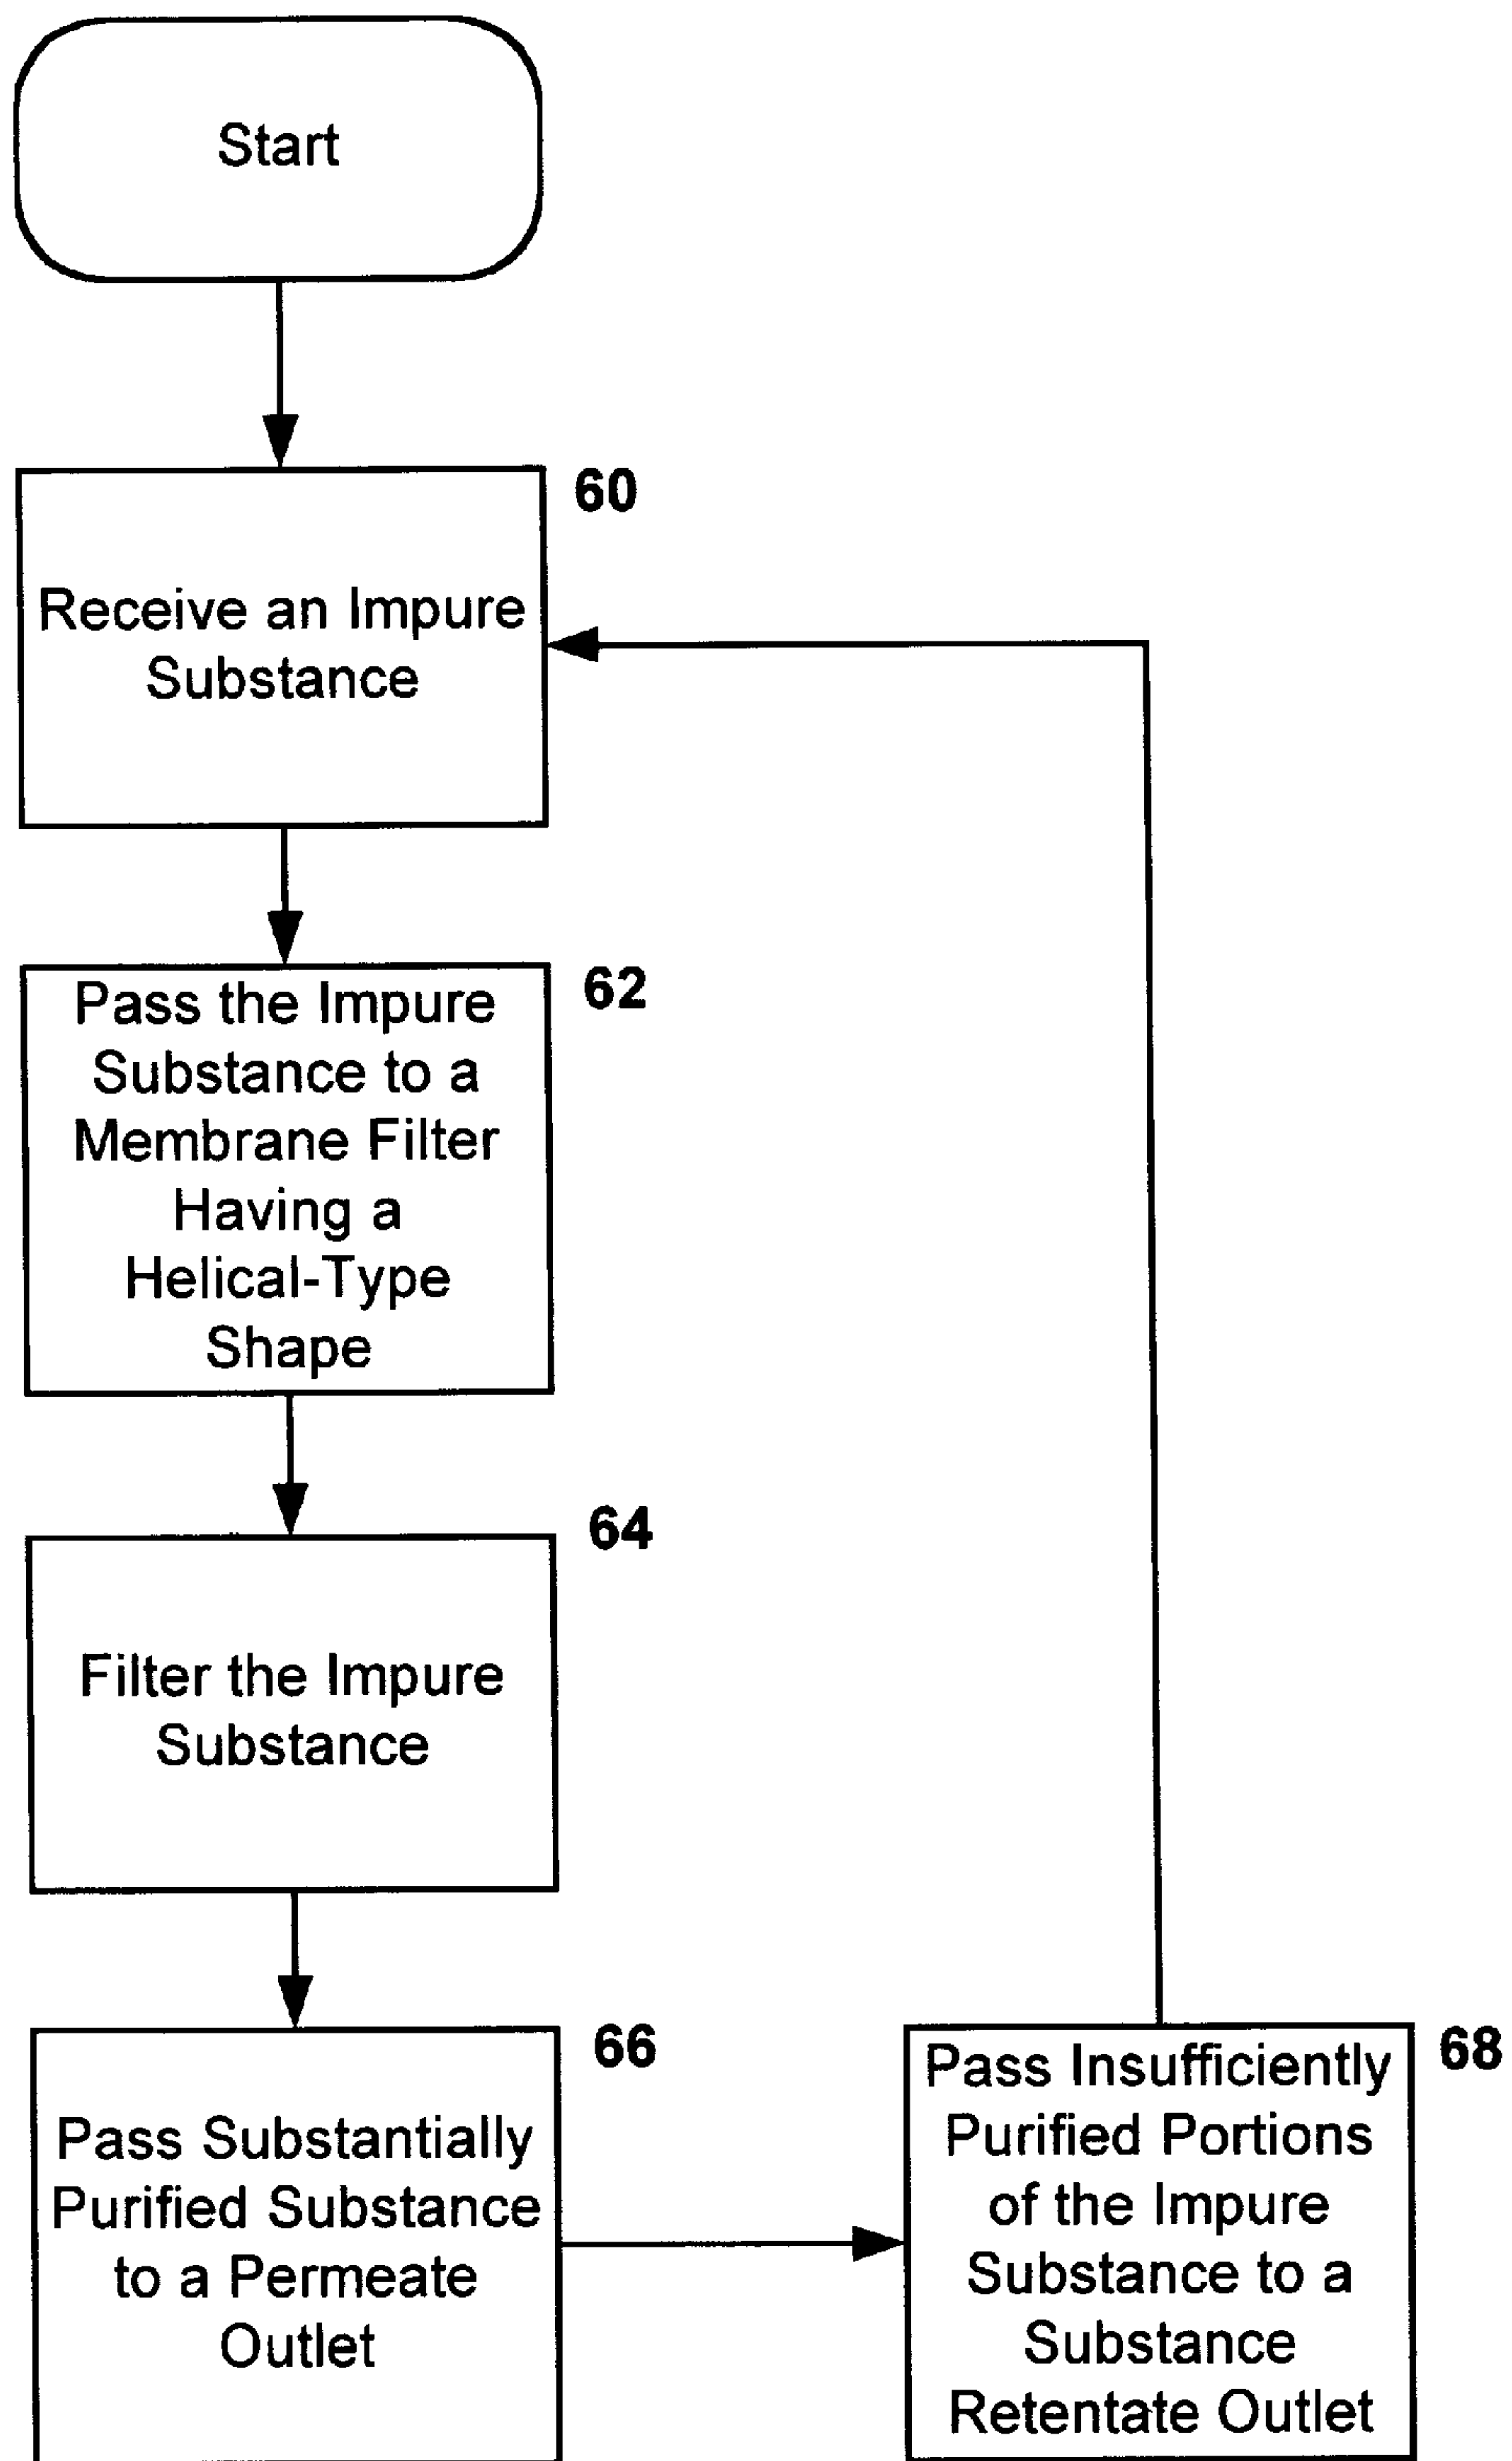 Start
60
Receive an Impure
Substance
62
Pass the Impure
Substance to a
Membrane Filter
Having a
Helical-Type
Shape
64
Filter the Impure
Substance
66
Pass Substantially
Purified Substance
to a Permeate
Outlet
68
Pass Insufficiently
Purified Portions
of the Impure
Substance to a
Substance
Retentate Outlet